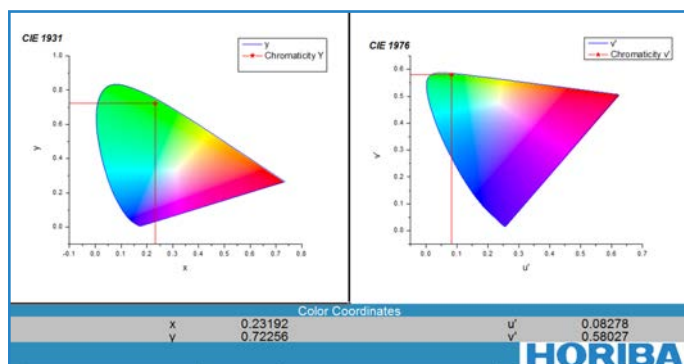 CIE 1931
y
Chromaticity Y
1.0
0.8
0.6
0.4
0.2
0.0
y
-0.1 0.0 0.1 0.2 0.3 0.4 0.5 0.6 0.7 0.8
x
CIE 1976
v'
Chromaticity v'
0.6
0.5
0.4
0.3
0.2
0.1
0.0
v'
0.0 0.1 0.2 0.3 0.4 0.5 0.6 0.7
u'
Color Coordinates
x 0.23192 u' 0.08278
y 0.72256 v' 0.58027
HORIBA